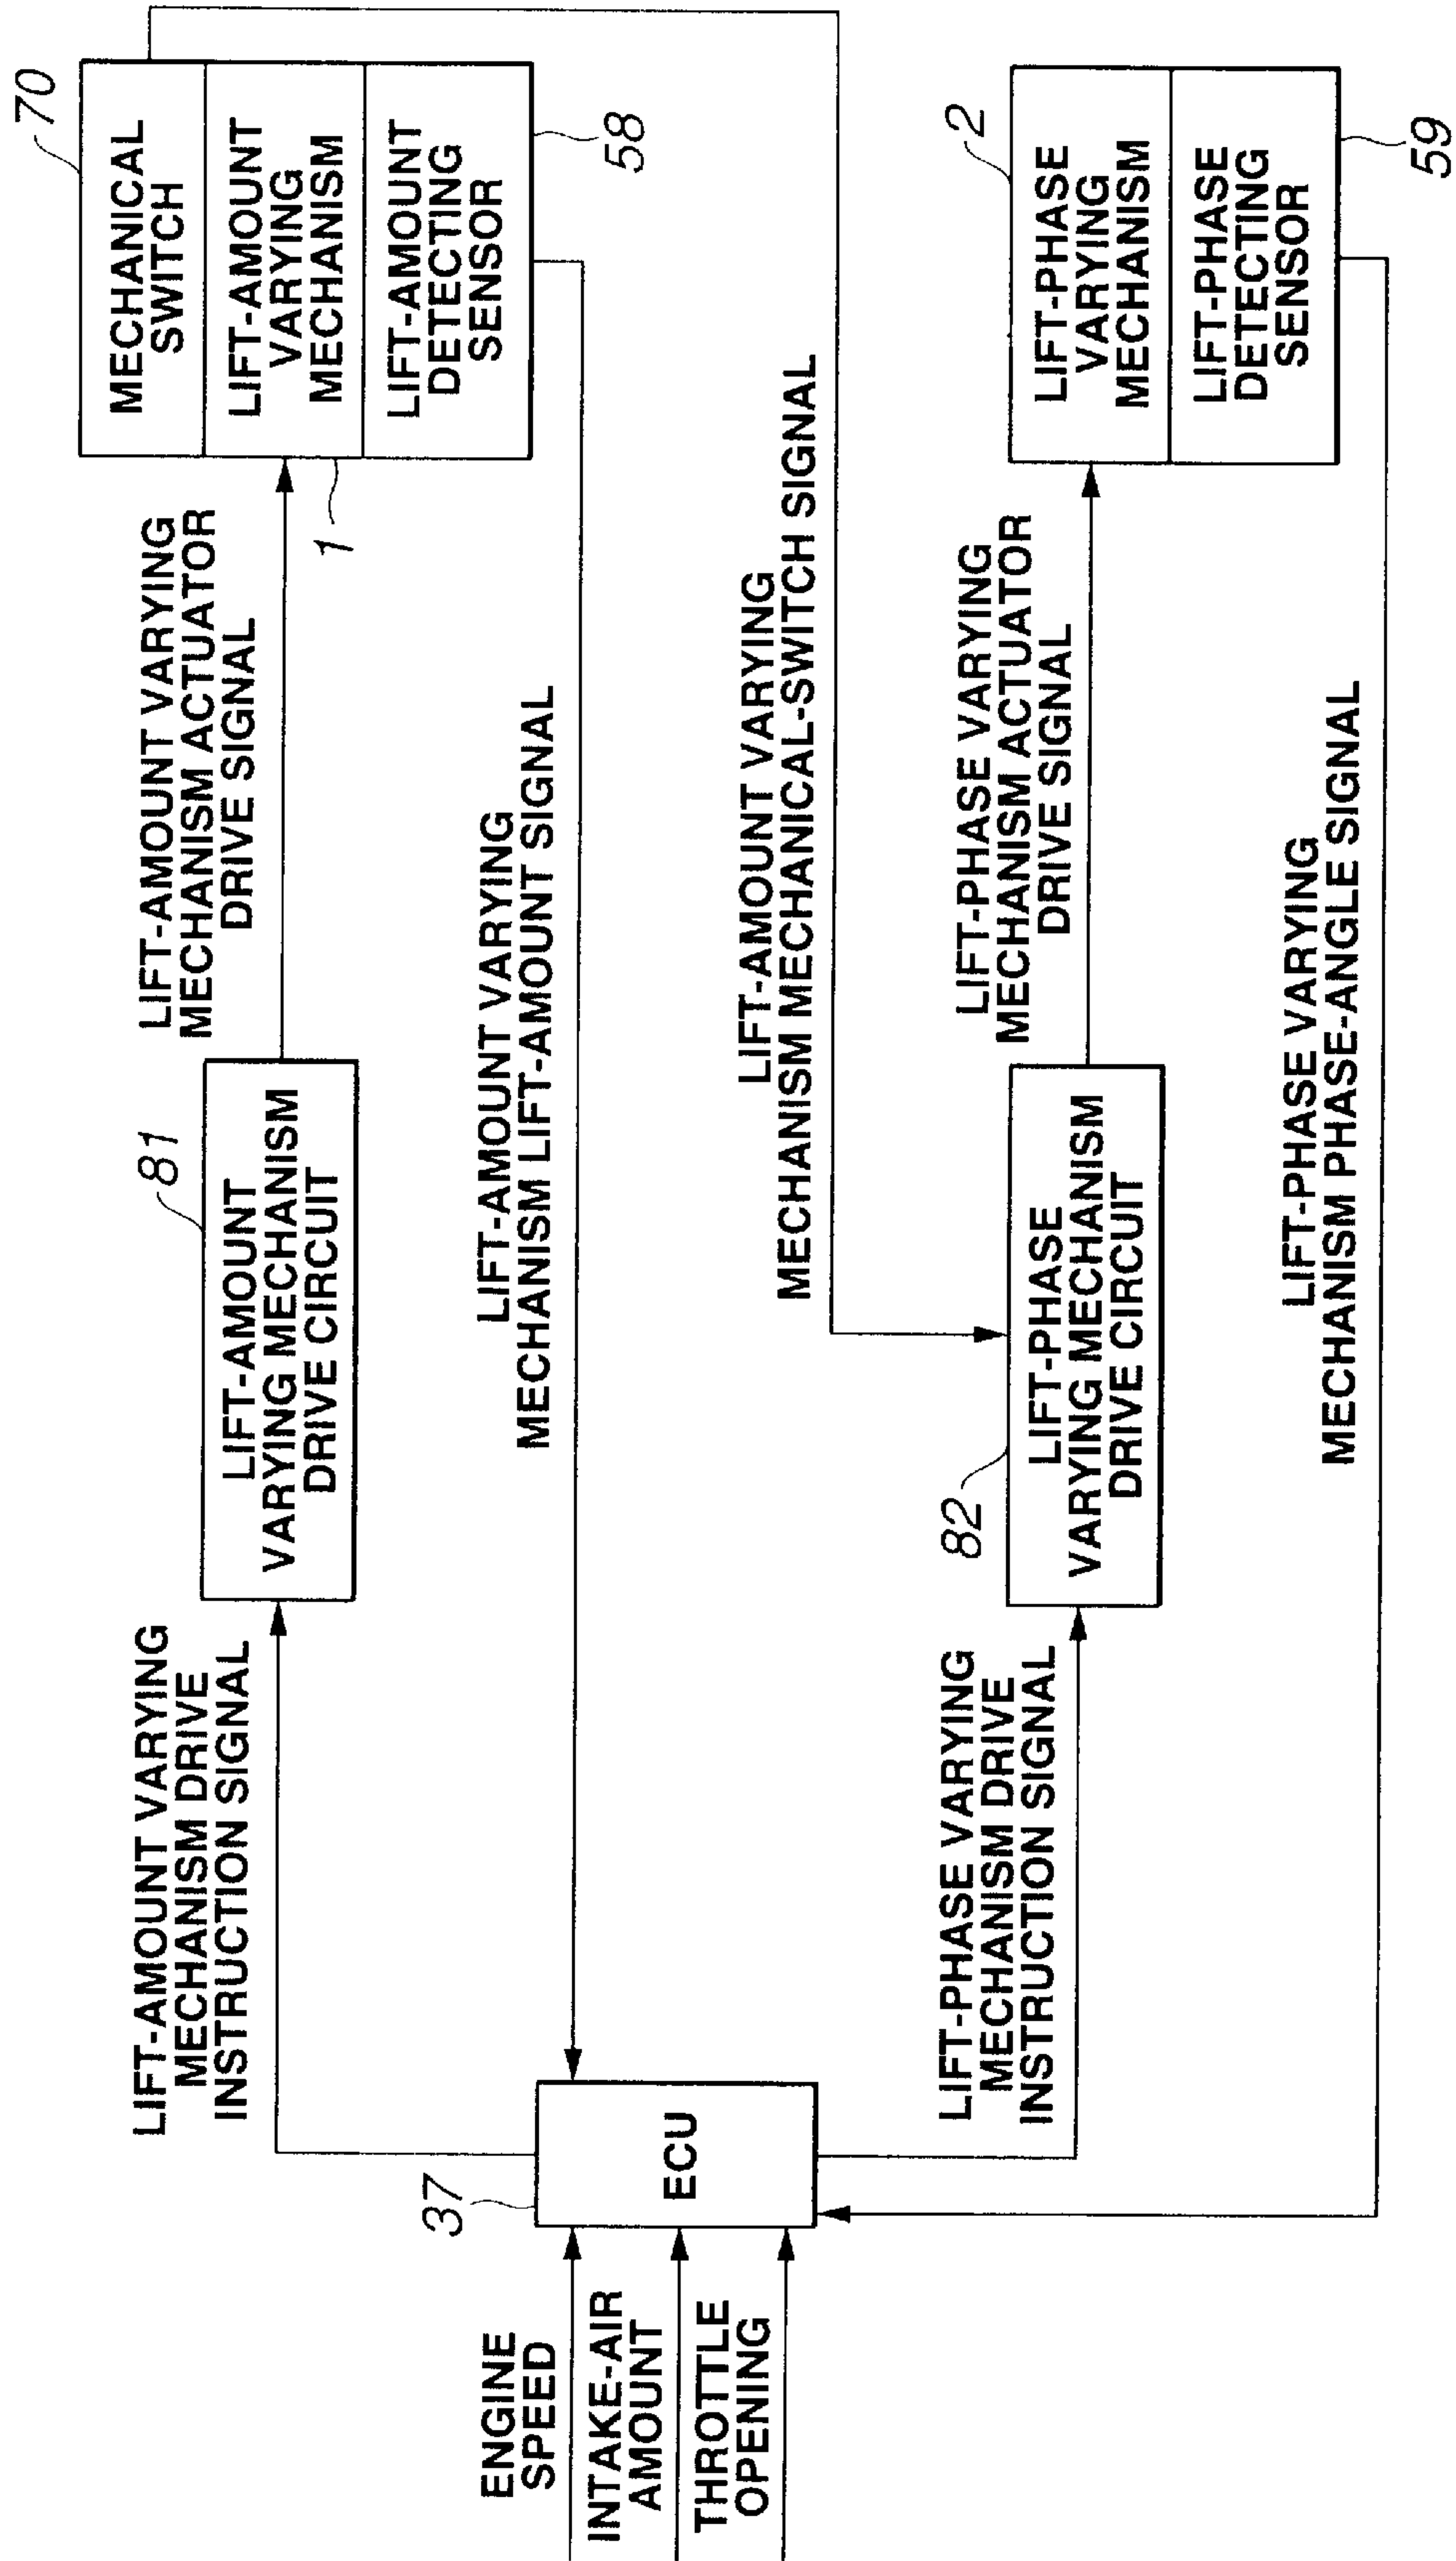 70
MECHANICAL
SWITCH
LIFT-AMOUNT
VARYING
MECHANISM
LIFT-AMOUNT
DETECTING
SENSOR
58
1
LIFT-AMOUNT VARYING
MECHANISM ACTUATOR
DRIVE SIGNAL
81
LIFT-AMOUNT
VARYING MECHANISM
DRIVE CIRCUIT
LIFT-AMOUNT VARYING
MECHANISM DRIVE
INSTRUCTION SIGNAL
LIFT-AMOUNT VARYING
MECHANISM LIFT-AMOUNT SIGNAL
37
ECU
ENGINE
SPEED
INTAKE-AIR
AMOUNT
THROTTLE
OPENING
LIFT-AMOUNT VARYING
MECHANISM MECHANICAL-SWITCH SIGNAL
2
LIFT-PHASE
VARYING
MECHANISM
LIFT-PHASE
DETECTING
SENSOR
59
LIFT-PHASE VARYING
MECHANISM ACTUATOR
DRIVE SIGNAL
82
LIFT-PHASE
VARYING MECHANISM
DRIVE CIRCUIT
LIFT-PHASE VARYING
MECHANISM DRIVE
INSTRUCTION SIGNAL
LIFT-PHASE VARYING
MECHANISM PHASE-ANGLE SIGNAL